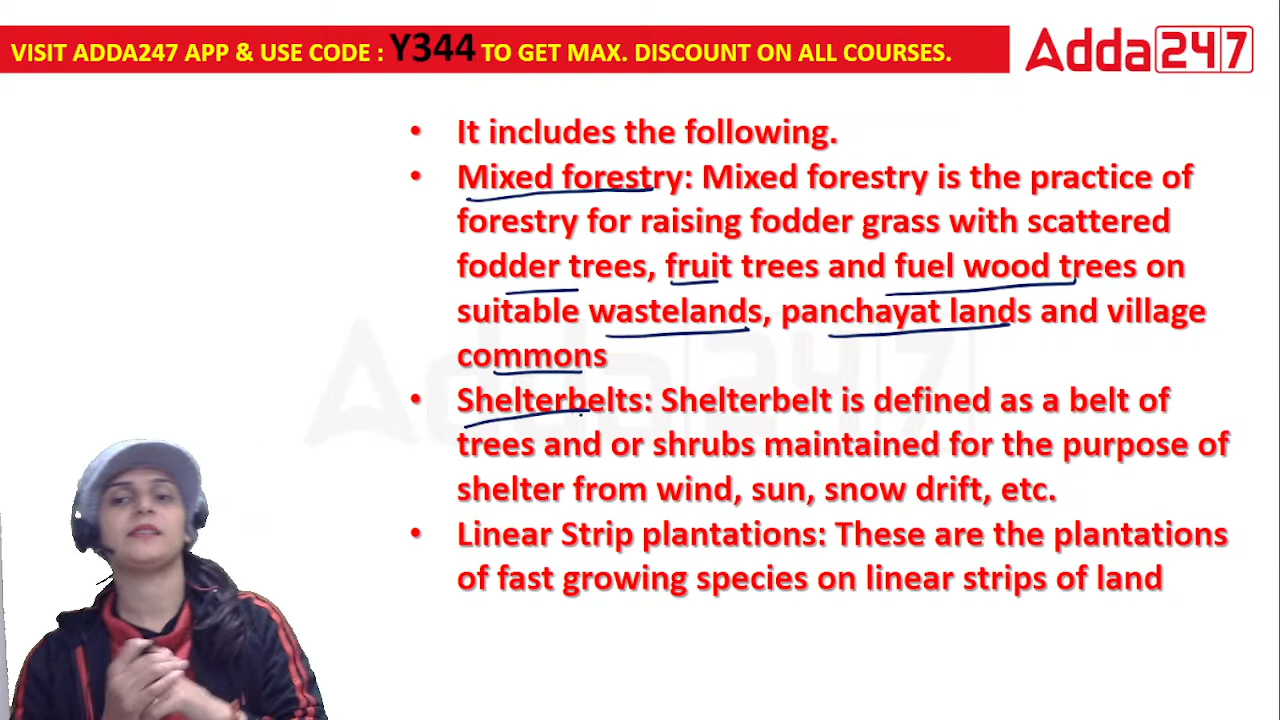 VISIT ADDA247 APP & USE CODE : Y344 TO GET MAX. DISCOUNT ON ALL COURSES.
Adda247
• It includes the following.
• Mixed forestry: Mixed forestry is the practice of
forestry for raising fodder grass with scattered
fodder trees, fruit trees and fuel wood trees on
suitable wastelands, panchayat lands and village
commons
• Shelterbelts: Shelterbelt is defined as a belt of
trees and or shrubs maintained for the purpose of
shelter from wind, sun, snow drift, etc.
• Linear Strip plantations: These are the plantations
of fast growing species on linear strips of land